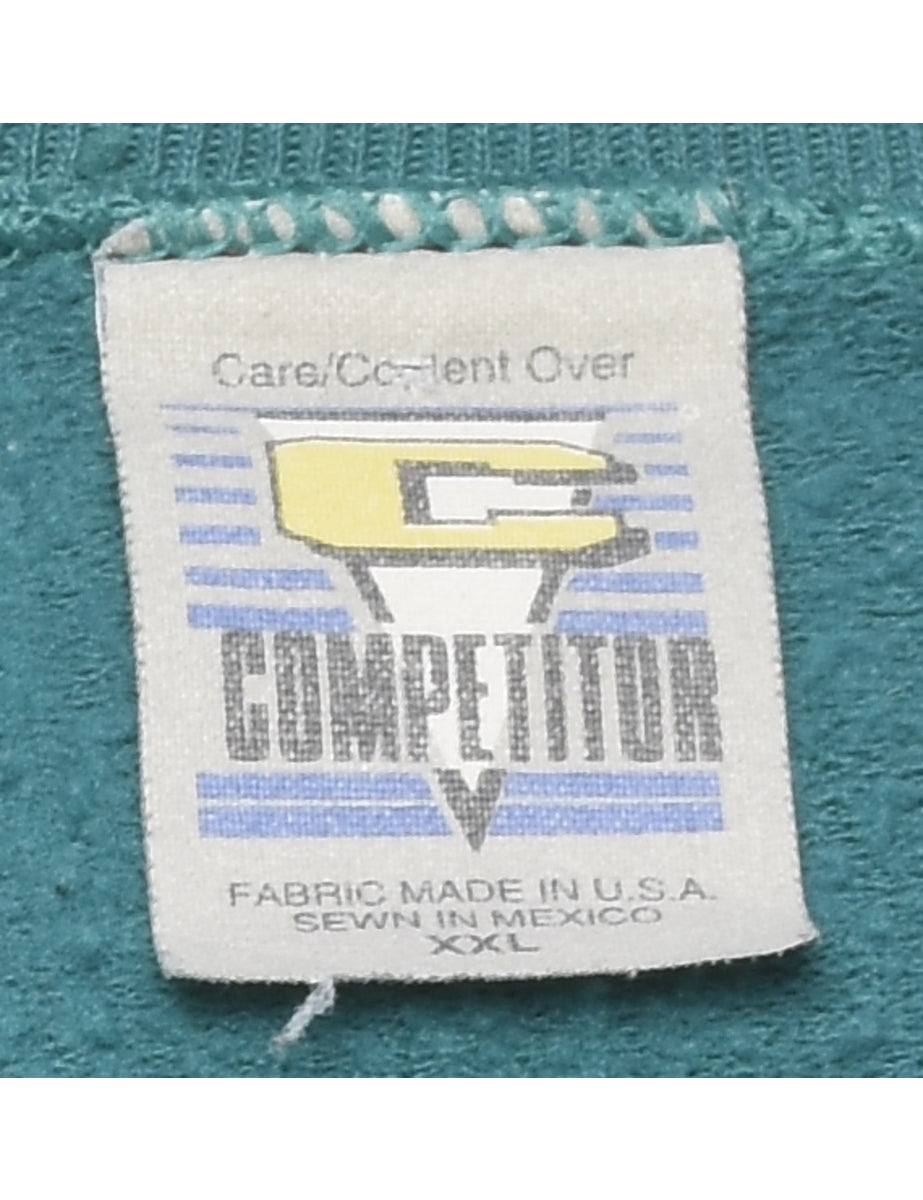 Care/Content Over
C
COMPETITOR
FABRIC MADE IN U.S.A.
SEWN IN MEXICO
XXL